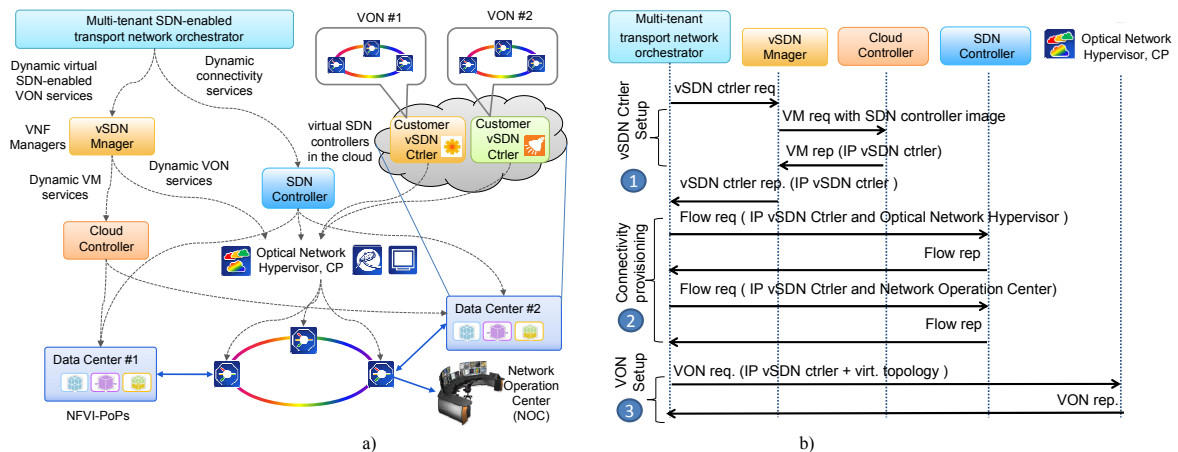 VON #1
VON #2
Multi-tenant SDN-enabled
transport network orchestrator
Dynamic virtual
SDN-enabled
VON services
Dynamic
connectivity
services
VNF
Managers
vSDN
Mnager
virtual SDN
controllers
in the cloud
Customer
vSDN
Ctrler
Customer
vSDN
Ctrler
Dynamic VON
services
Dynamic VM
services
SDN
Controller
Cloud
Controller
Optical Network
Hypervisor, CP
Data Center #2
Data Center #1
NFVI-PoPs
Network
Operation
Center
(NOC)
a)
Multi-tenant
transport network
orchestrator
vSDN
Mnager
Cloud
Controller
SDN
Controller
Optical Network
Hypervisor, CP
vSDN Ctrler
Setup
1
vSDN ctrler req
VM req with SDN controller image
VM rep (IP vSDN ctrler)
vSDN ctrler rep. (IP vSDN ctrler )
Connectivity
provisioning
2
Flow req ( IP vSDN Ctrler and Optical Network Hypervisor )
Flow rep
Flow req ( IP vSDN Ctrler and Network Operation Center)
Flow rep
VON
Setup
3
VON req. (IP vSDN ctrler + virt. topology )
VON rep.
b)